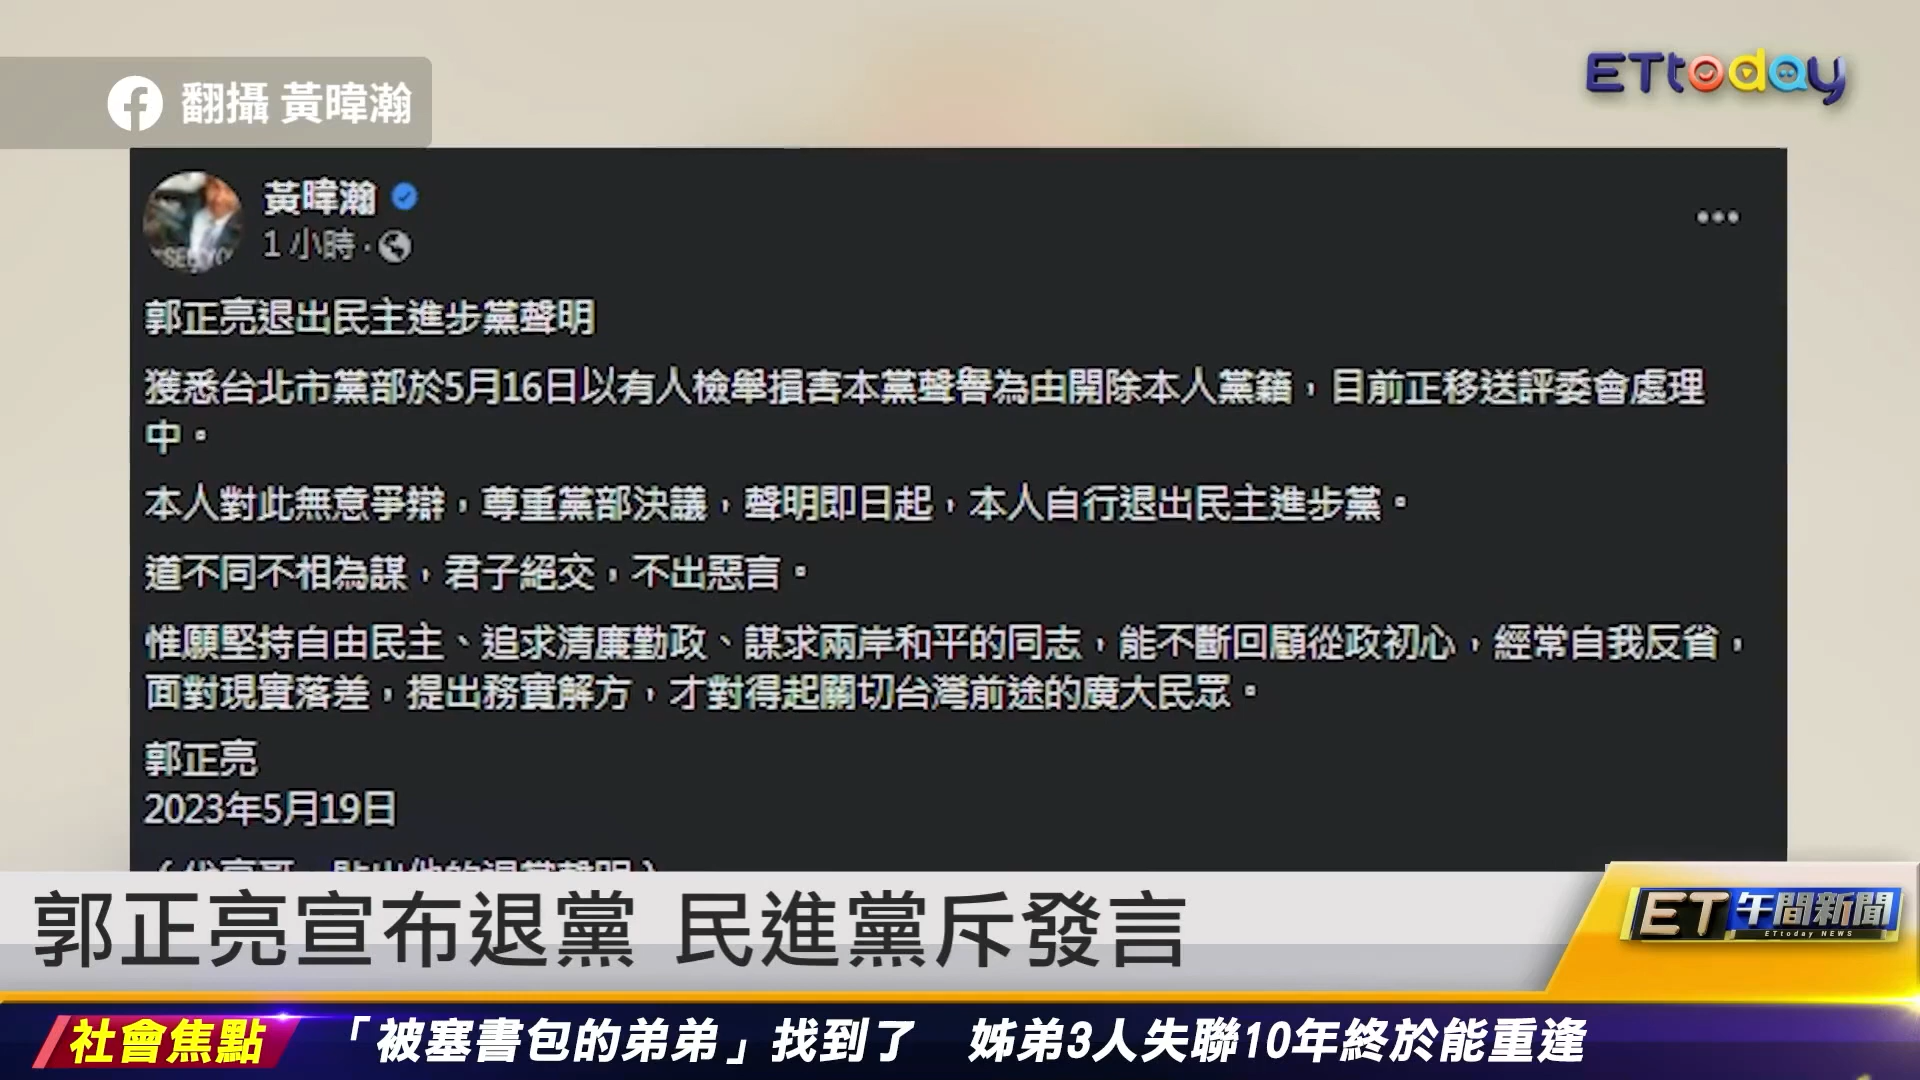 翻攝 黃暐瀚
ETtoday
黃暐瀚
1 小時
郭正亮退出民主進步黨聲明
獲悉台北市黨部於5月16日以有人檢舉損害本黨聲譽為由開除本人黨籍，目前正移送評委會處理
中。
本人對此無意爭辯，尊重黨部決議，聲明即日起，本人自行退出民主進步黨。
道不同不相為謀，君子絕交，不出惡言。
惟願堅持自由民主、追求清廉勤政、謀求兩岸和平的同志，能不斷回顧從政初心，經常自我反省，
面對現實落差，提出務實解方，才對得起關切台灣前途的廣大民眾。
郭正亮
2023年5月19日
郭正亮宣布退黨 民進黨斥發言
ET午間新聞
ETtoday NEWS
社會焦點 「被塞書包的弟弟」找到了 姊弟3人失聯10年終於能重逢